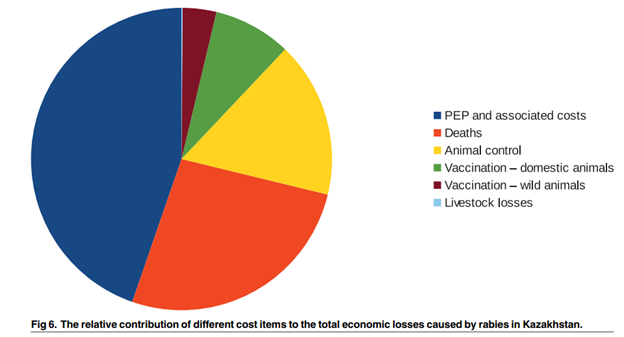 PEP and associated costs
Deaths
Animal control
Vaccination – domestic animals
Vaccination – wild animals
Livestock losses
Fig 6. The relative contribution of different cost items to the total economic losses caused by rabies in Kazakhstan.